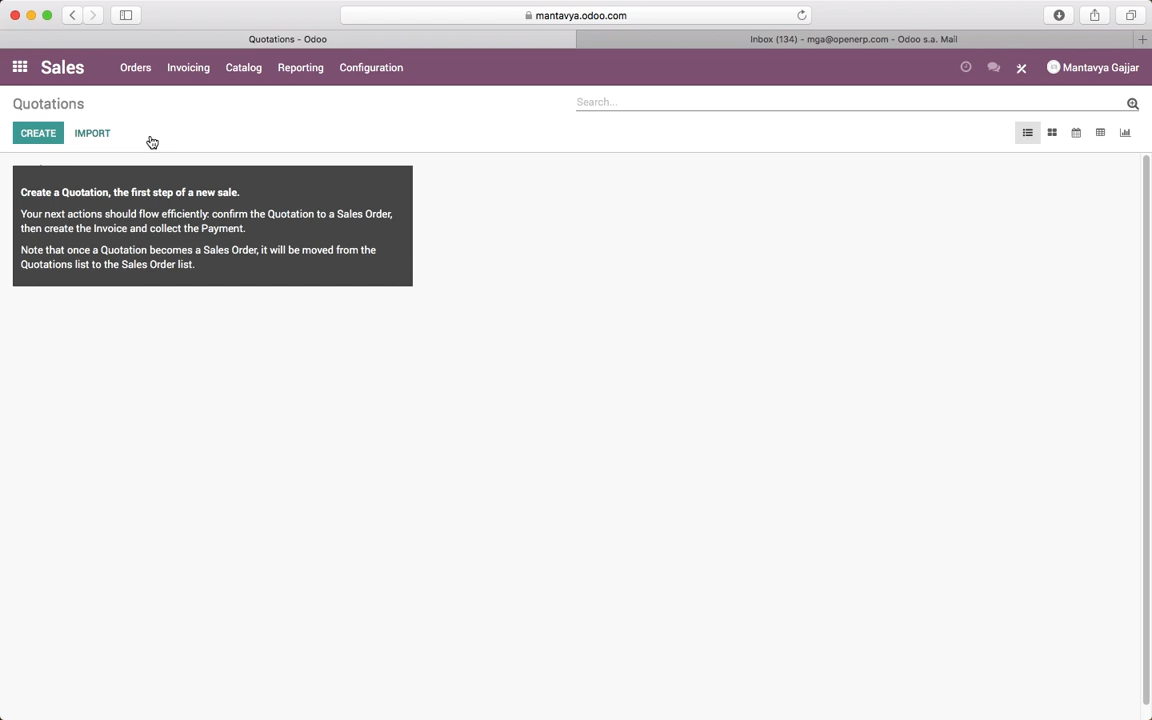 mantavya.odoo.com
Quotations - Odoo
Inbox (134) - mga@openerp.com - Odoo s.a. Mail
Sales
Orders
Invoicing
Catalog
Reporting
Configuration
Mantavya Gajjar
Quotations
Search...
CREATE
IMPORT
Create a Quotation, the first step of a new sale.
Your next actions should flow efficiently: confirm the Quotation to a Sales Order,
then create the Invoice and collect the Payment.
Note that once a Quotation becomes a Sales Order, it will be moved from the
Quotations list to the Sales Order list.